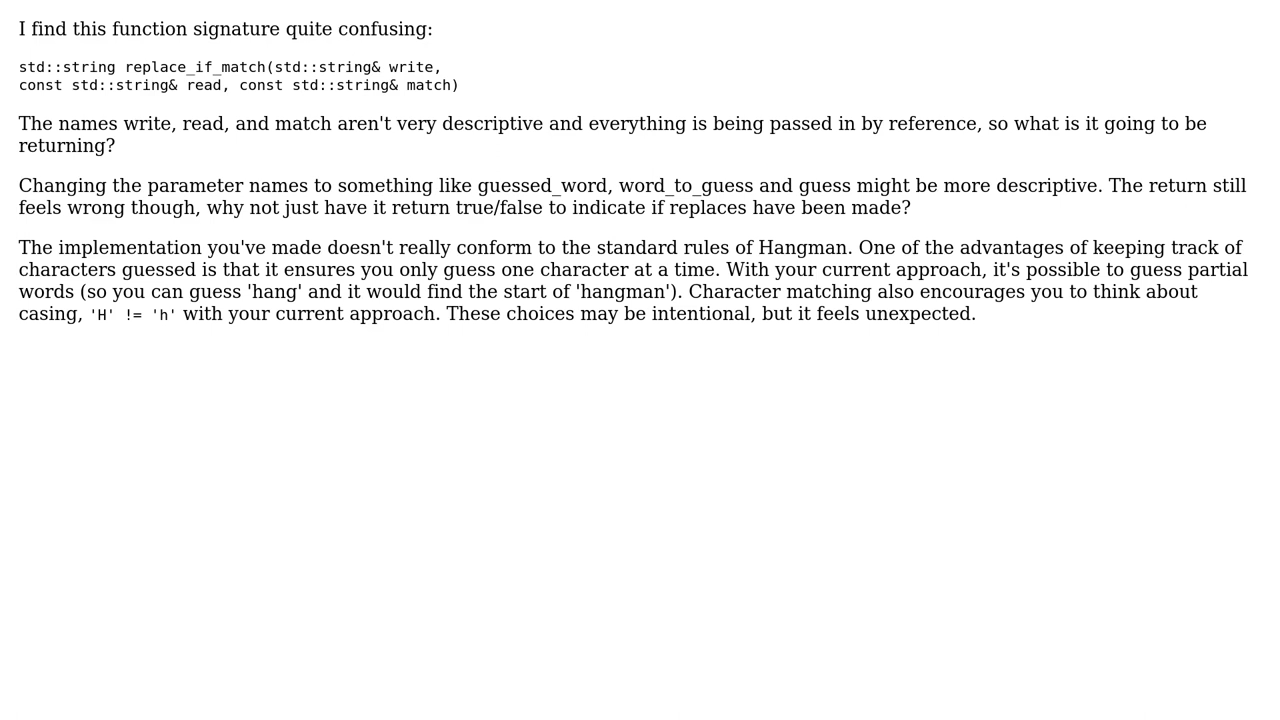 I find this function signature quite confusing:
std::string replace_if_match(std::string& write,
const std::string& read, const std::string& match)
The names write, read, and match aren't very descriptive and everything is being passed in by reference, so what is it going to be
returning?
Changing the parameter names to something like guessed_word, word_to_guess and guess might be more descriptive. The return still
feels wrong though, why not just have it return true/false to indicate if replaces have been made?
The implementation you've made doesn't really conform to the standard rules of Hangman. One of the advantages of keeping track of
characters guessed is that it ensures you only guess one character at a time. With your current approach, it's possible to guess partial
words (so you can guess 'hang' and it would find the start of 'hangman'). Character matching also encourages you to think about
casing, 'H' != 'h' with your current approach. These choices may be intentional, but it feels unexpected.